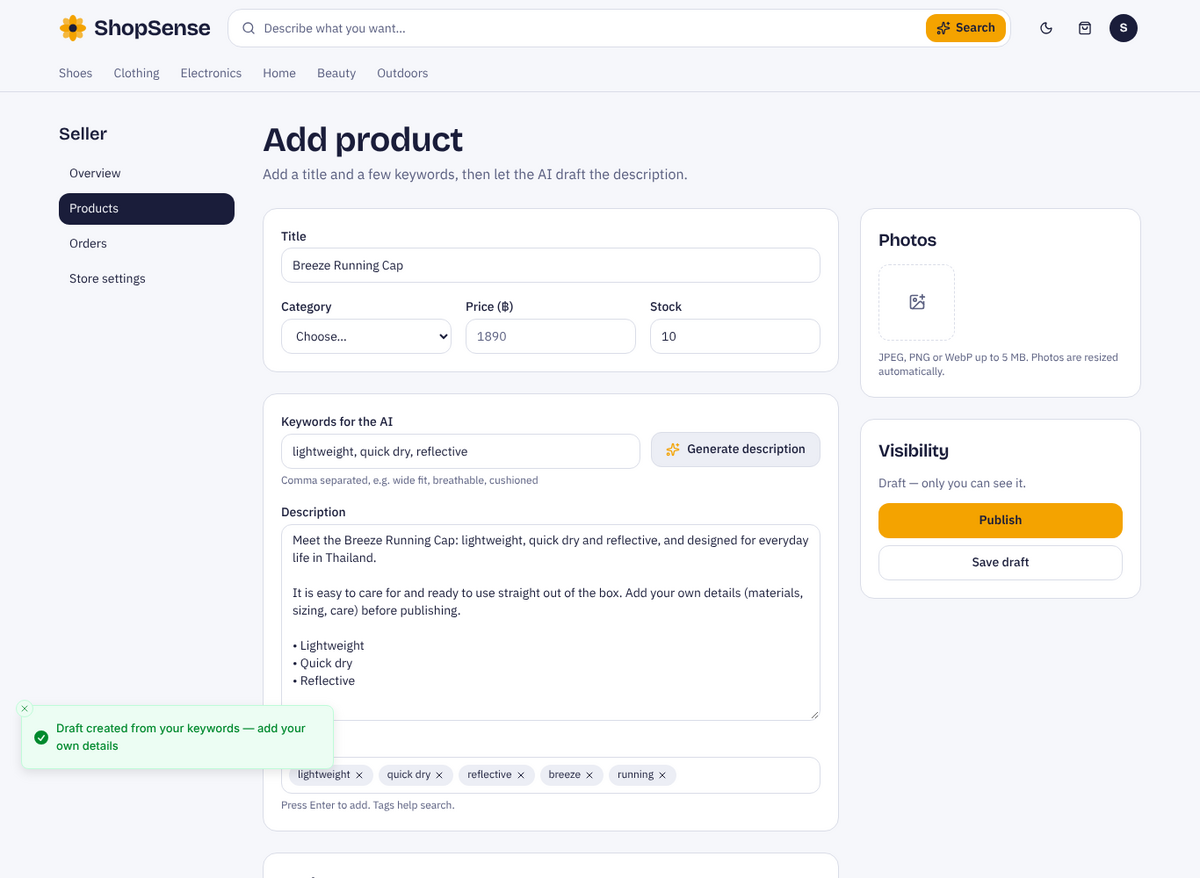 ShopSense
Describe what you want...
Search
S
Shoes Clothing Electronics Home Beauty Outdoors
Seller
Overview
Products
Orders
Store settings
Add product
Add a title and a few keywords, then let the AI draft the description.
Title
Breeze Running Cap
Category Price (฿) Stock
Choose... 1890 10
Keywords for the AI
lightweight, quick dry, reflective
Generate description
Comma separated, e.g. wide fit, breathable, cushioned
Description
Meet the Breeze Running Cap: lightweight, quick dry and reflective, and designed for everyday
life in Thailand.
It is easy to care for and ready to use straight out of the box. Add your own details (materials,
sizing, care) before publishing.
• Lightweight
• Quick dry
• Reflective
lightweight × quick dry × reflective × breeze × running ×
Press Enter to add. Tags help search.
Photos
JPEG, PNG or WebP up to 5 MB. Photos are resized
automatically.
Visibility
Draft — only you can see it.
Publish
Save draft
Draft created from your keywords — add your
own details